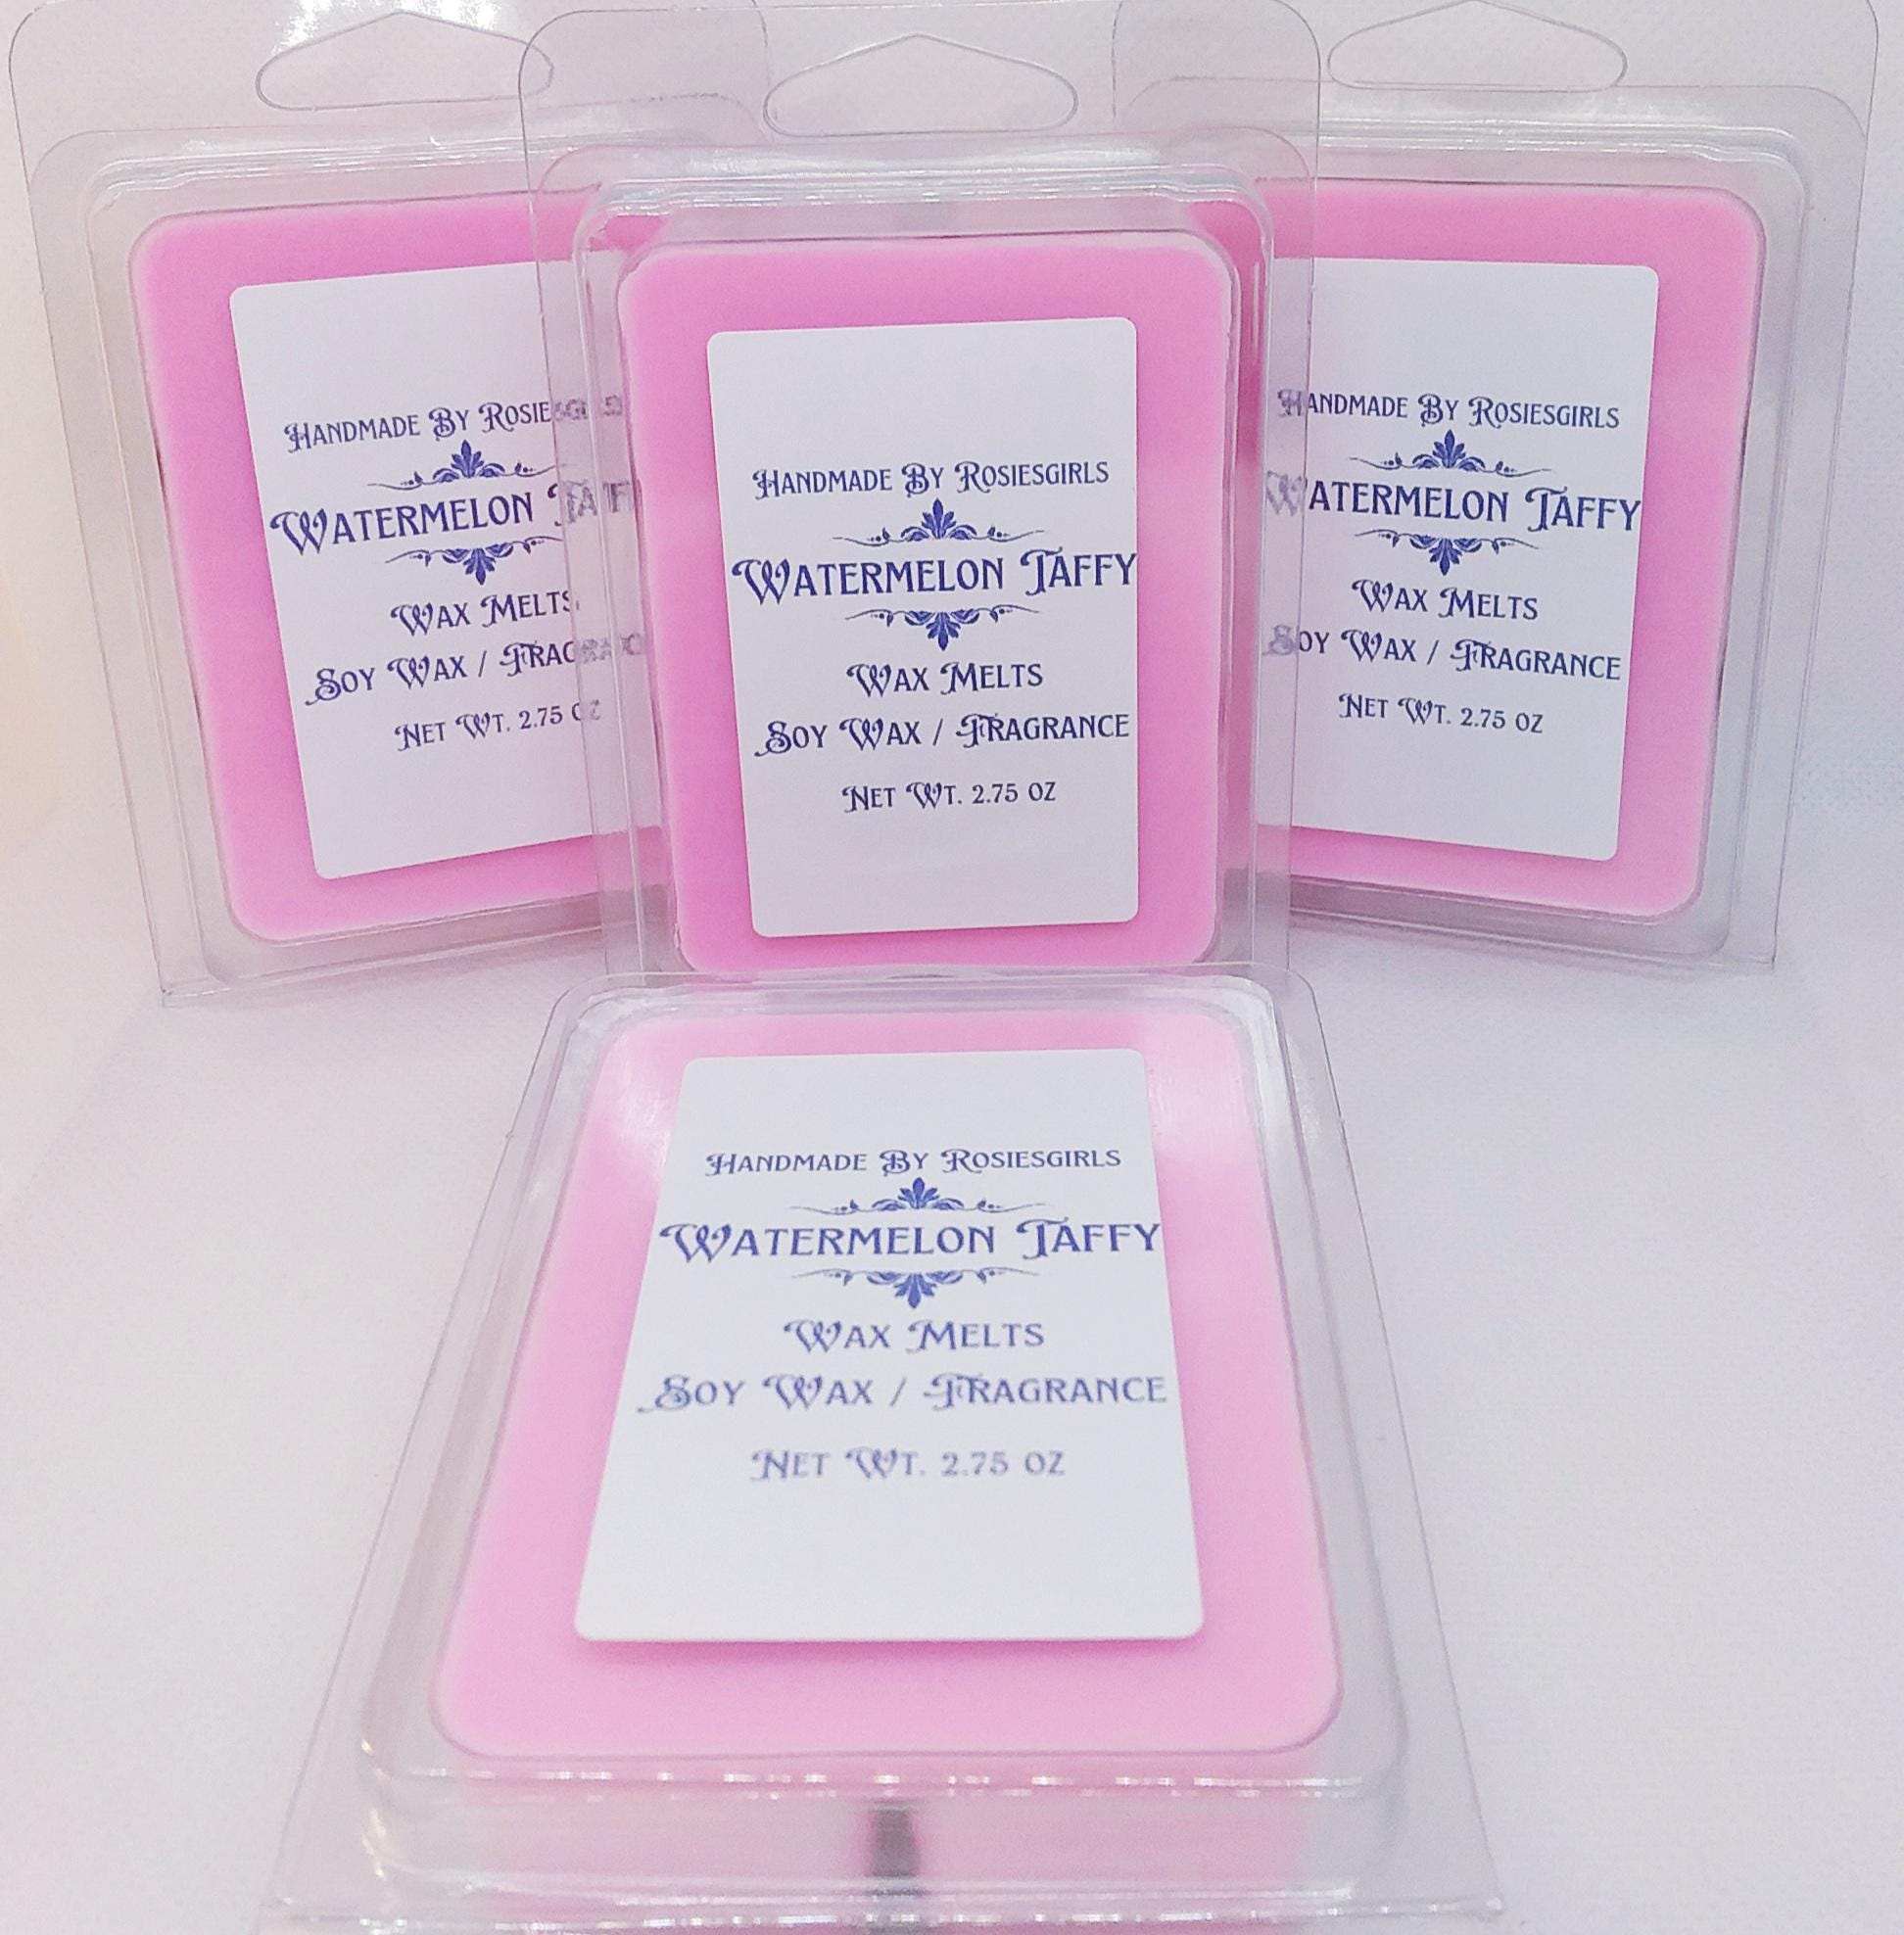 Handmade By Rosie
Watermelon Taff
Wax Melts
Soy Wax / Frag
Net Wt. 2.75 oz
Handmade By Rosiesgirls
Watermelon Taffy
Wax Melts
Soy Wax / Fragrance
Net Wt. 2.75 oz
Handmade By Rosiesgirls
Watermelon Taffy
Wax Melts
Soy Wax / Fragrance
Net Wt. 2.75 oz
Handmade By Rosiesgirls
Watermelon Taffy
Wax Melts
Soy Wax / Fragrance
Net Wt. 2.75 oz